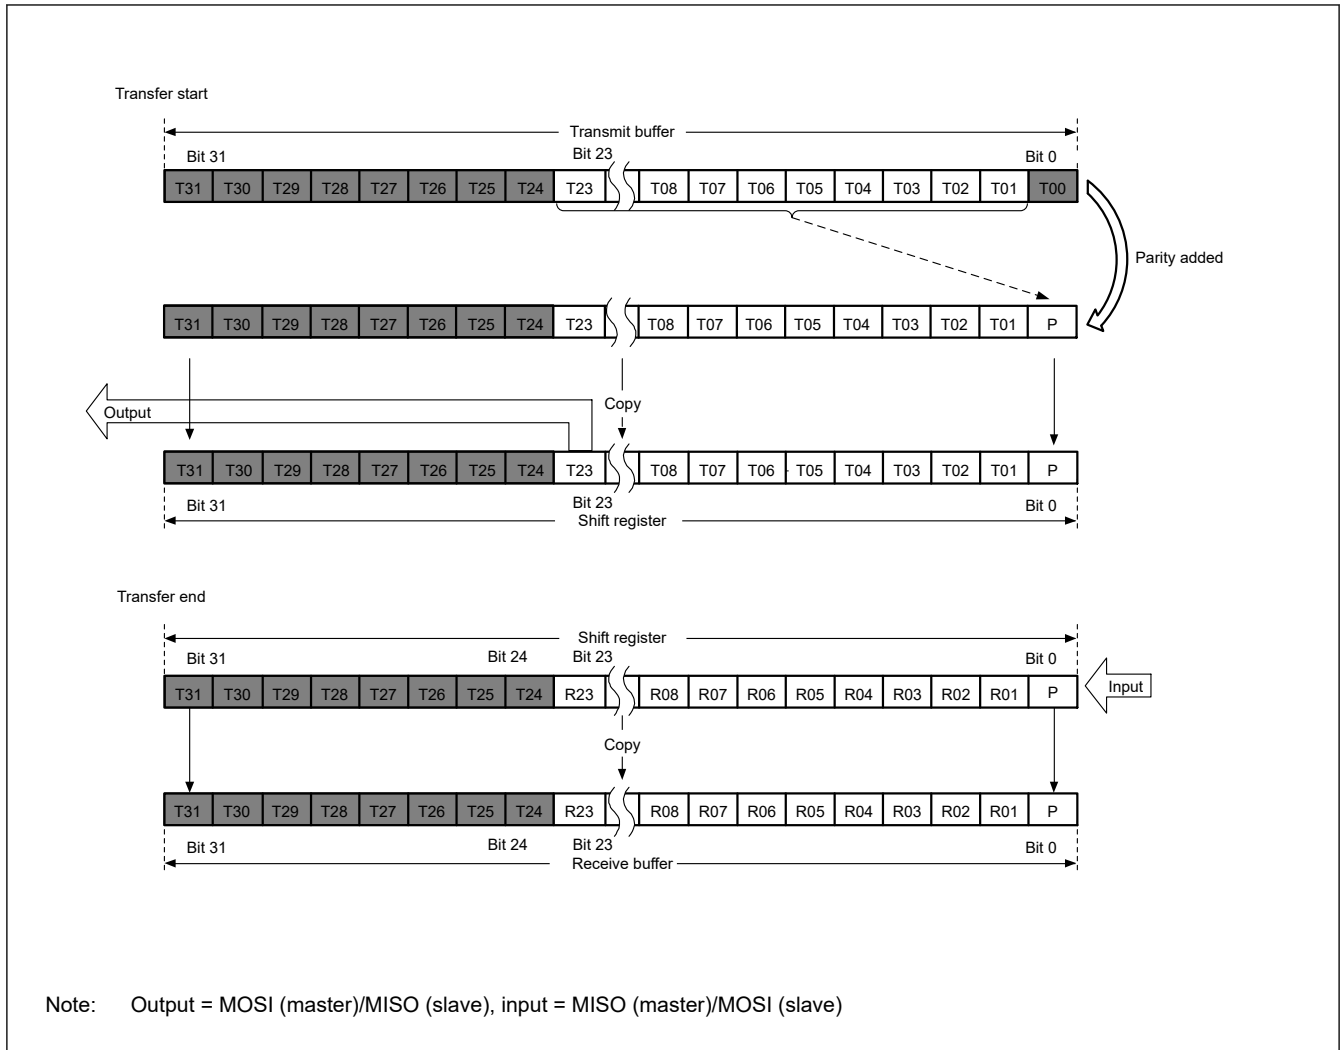 Transfer start
Transmit buffer
Bit 31 Bit 23 Bit 0
T31 T30 T29 T28 T27 T26 T25 T24 T23 T08 T07 T06 T05 T04 T03 T02 T01 T00
Parity added
T31 T30 T29 T28 T27 T26 T25 T24 T23 T08 T07 T06 T05 T04 T03 T02 T01 P
Output Copy
T31 T30 T29 T28 T27 T26 T25 T24 T23 T08 T07 T06 T05 T04 T03 T02 T01 P
Bit 31 Bit 23 Bit 0
Shift register
Transfer end
Shift register
Bit 31 Bit 24 Bit 23 Bit 0
T31 T30 T29 T28 T27 T26 T25 T24 R23 R08 R07 R06 R05 R04 R03 R02 R01 P Input
Copy
T31 T30 T29 T28 T27 T26 T25 T24 R23 R08 R07 R06 R05 R04 R03 R02 R01 P
Bit 31 Bit 24 Bit 23 Bit 0
Receive buffer
Note: Output = MOSI (master)/MISO (slave), input = MISO (master)/MOSI (slave)